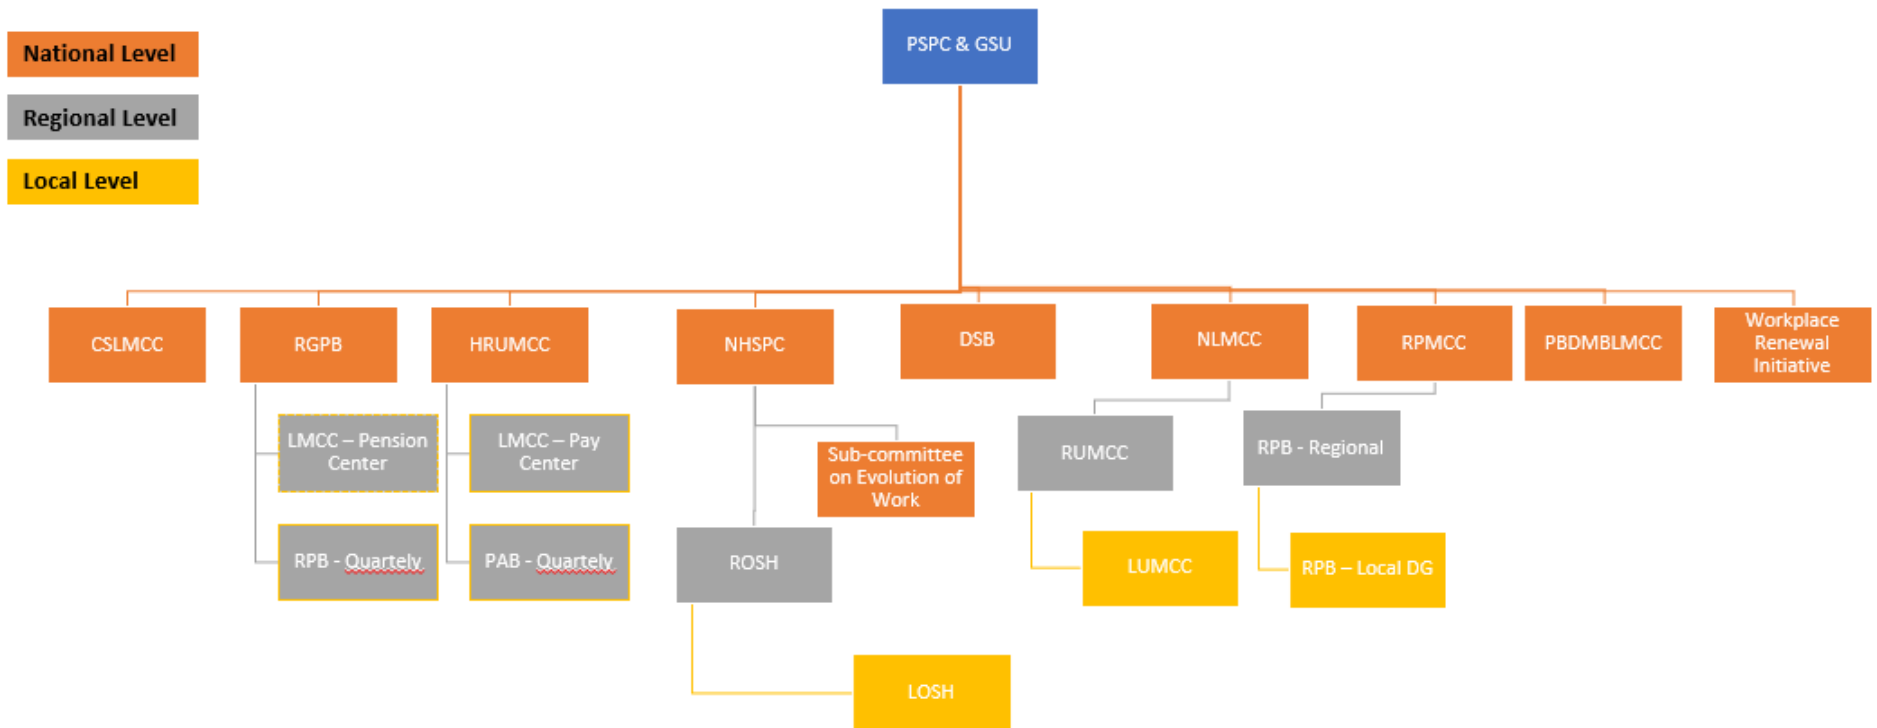 PSPC & GSU
National Level
Regional Level
Local Level
CSLMCC
RGPB
HRUMCC
NHSPC
DSB
NLMCC
RPMCC
PBDMBLMCC
Workplace
Renewal
Initiative
LMCC – Pension
Center
LMCC – Pay
Center
Sub-committee
on Evolution of
Work
RUMCC
RPB - Regional
RPB - Quartely
PAB - Quartely
ROSH
LUMCC
RPB – Local DG
LOSH